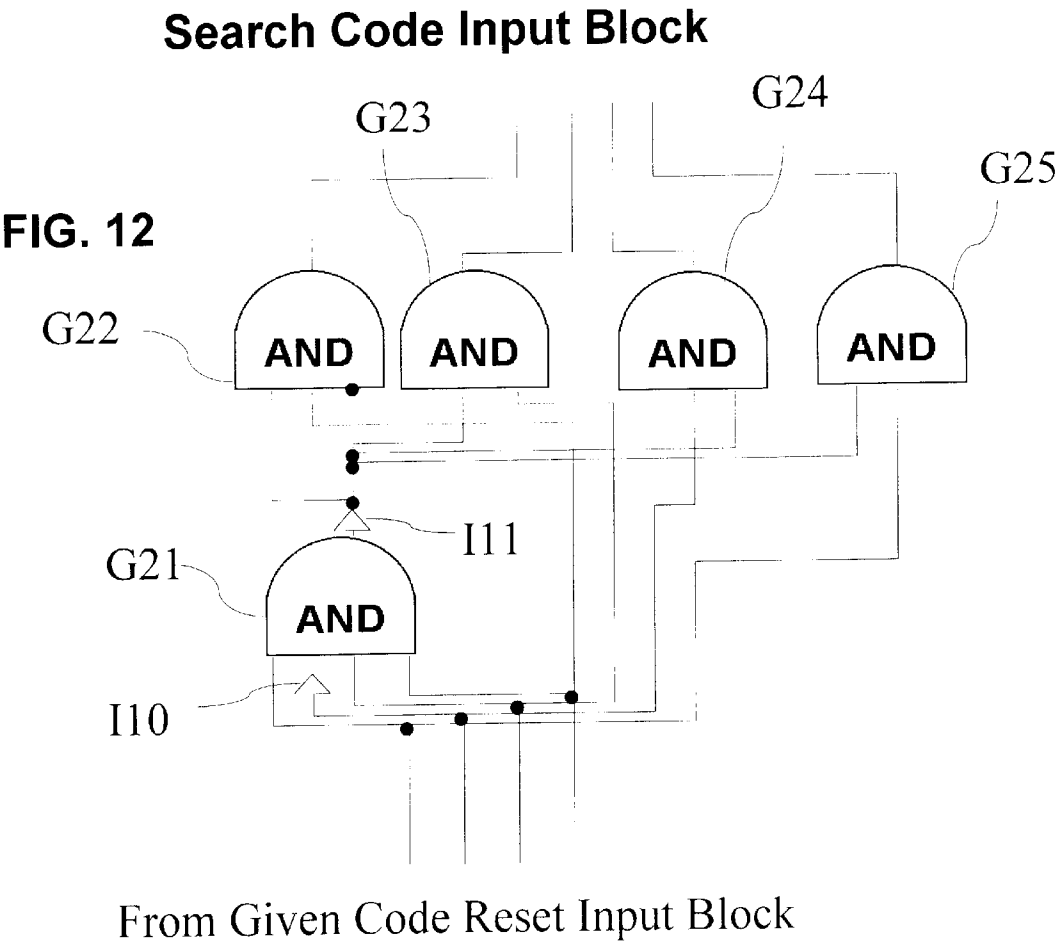 Search Code Input Block
G24
G23
G25
FIG. 12
G22
AND
AND
AND
AND
I11
G21
AND
I10
From Given Code Reset Input Block